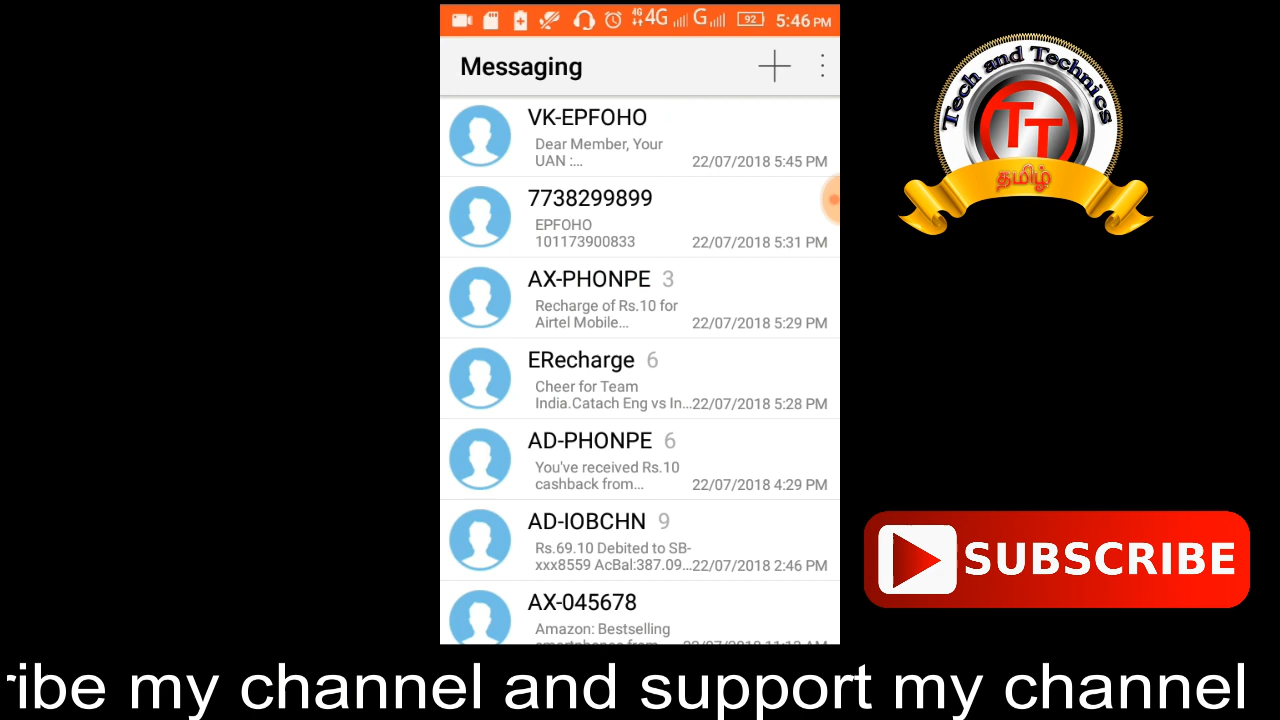 4G 4G G 92 5:46 PM
Messaging
VK-EPFOHO
Dear Member, Your
UAN :...
22/07/2018 5:45 PM
7738299899
EPFOHO
101173900833
22/07/2018 5:31 PM
AX-PHONPE 3
Recharge of Rs.10 for
Airtel Mobile...
22/07/2018 5:29 PM
ERecharge 6
Cheer for Team
India.Catach Eng vs In...
22/07/2018 5:28 PM
AD-PHONPE 6
You've received Rs.10
cashback from...
22/07/2018 4:29 PM
AD-IOBCHN 9
Rs.69.10 Debited to SB-
xxx8559 AcBal:387.09...
22/07/2018 2:46 PM
AX-045678
Amazon: Bestselling
Tech and Technics
TT
தமிழ்
SUBSCRIBE
ribe my channel and support my channel